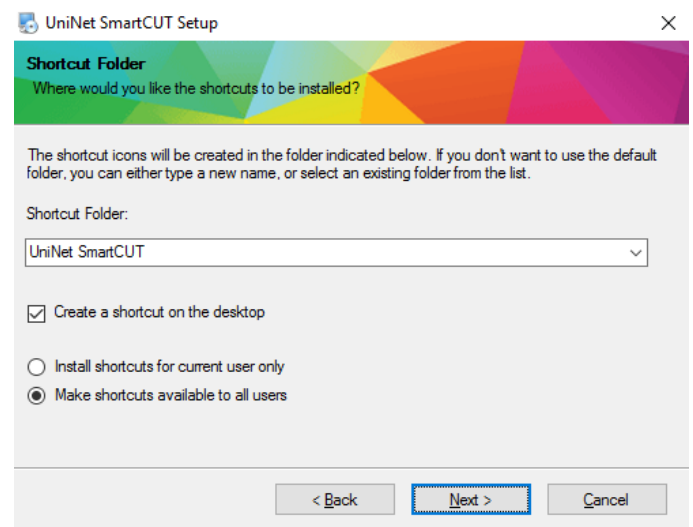 UniNet SmartCUT Setup
Shortcut Folder
Where would you like the shortcuts to be installed?
The shortcut icons will be created in the folder indicated below. If you don't want to use the default
folder, you can either type a new name, or select an existing folder from the list.
Shortcut Folder:
UniNet SmartCUT
Create a shortcut on the desktop
Install shortcuts for current user only
Make shortcuts available to all users
< Back Next > Cancel